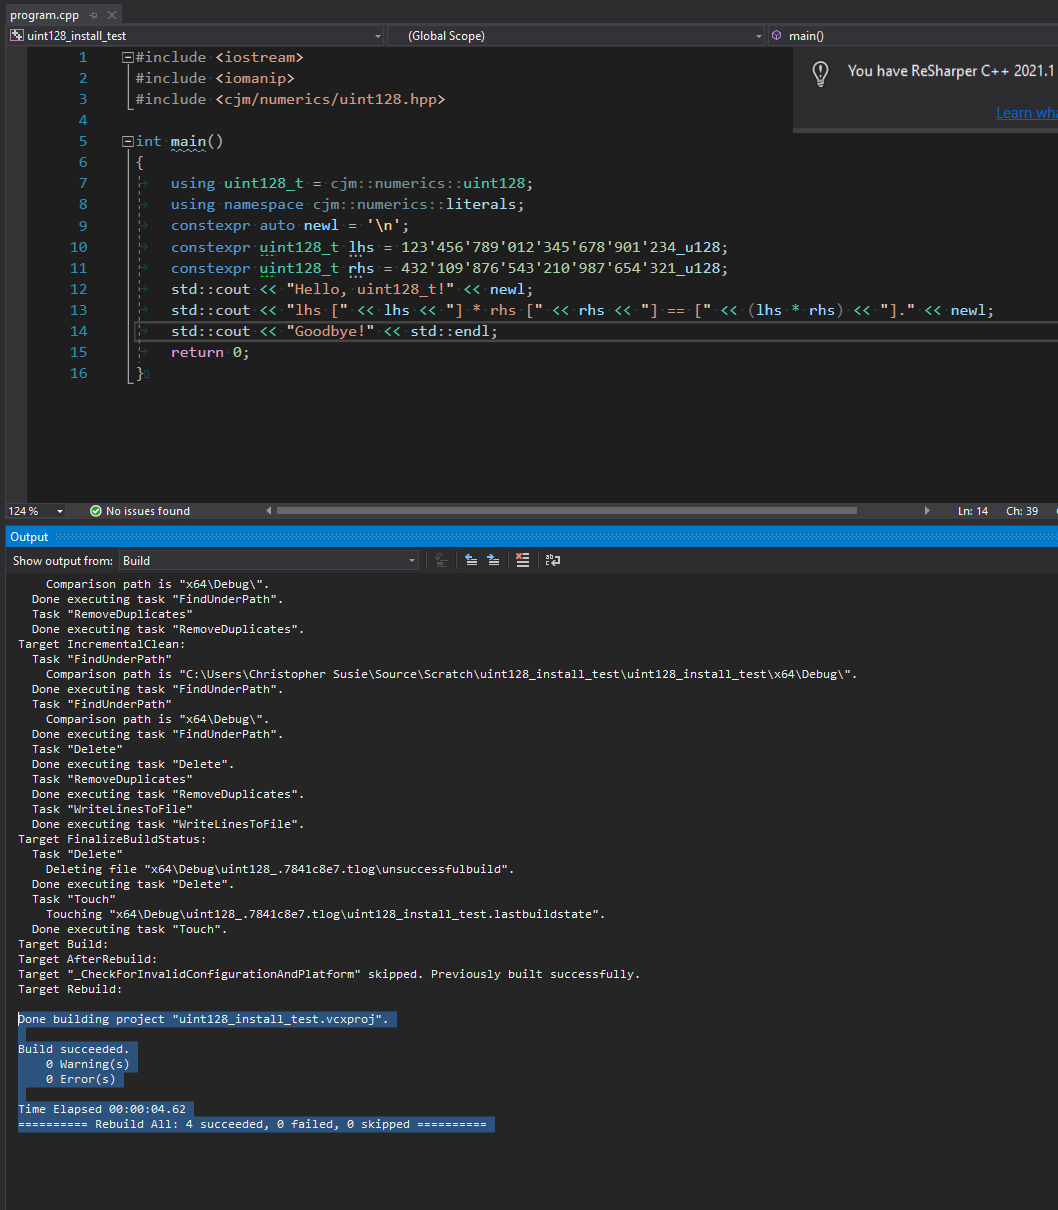 program.cpp
uint128_install_test (Global Scope) main()
1 #include <iostream>
2 #include <iomanip>
3 #include <cjm/numerics/uint128.hpp>
4
5 int main()
6 {
7 using uint128_t = cjm::numerics::uint128;
8 using namespace cjm::numerics::literals;
9 constexpr auto newl = '\n';
10 constexpr uint128_t lhs = 123'456'789'012'345'678'901'234_u128;
11 constexpr uint128_t rhs = 432'109'876'543'210'987'654'321_u128;
12 std::cout << "Hello, uint128_t!" << newl;
13 std::cout << "lhs [" << lhs << "] * rhs [" << rhs << "] == [" << (lhs * rhs) << "]." << newl;
14 std::cout << "Goodbye!" << std::endl;
15 return 0;
16 }
You have ReSharper C++ 2021.1
Learn wha
124 % No issues found Ln: 14 Ch: 39
Output
Show output from: Build
Comparison path is "x64\Debug\".
Done executing task "FindUnderPath".
Task "RemoveDuplicates"
Done executing task "RemoveDuplicates".
Target IncrementalClean:
Task "FindUnderPath"
Comparison path is "C:\Users\Christopher Susie\Source\Scratch\uint128_install_test\uint128_install_test\x64\Debug\".
Done executing task "FindUnderPath".
Task "FindUnderPath"
Comparison path is "x64\Debug\".
Done executing task "FindUnderPath".
Task "Delete"
Done executing task "Delete".
Task "RemoveDuplicates"
Done executing task "RemoveDuplicates".
Task "WriteLinesToFile"
Done executing task "WriteLinesToFile".
Target FinalizeBuildStatus:
Task "Delete"
Deleting file "x64\Debug\uint128_.7841c8e7.tlog\unsuccessfulbuild".
Done executing task "Delete".
Task "Touch"
Touching "x64\Debug\uint128_.7841c8e7.tlog\uint128_install_test.lastbuildstate".
Done executing task "Touch".
Target Build:
Target AfterRebuild:
Target "_CheckForInvalidConfigurationAndPlatform" skipped. Previously built successfully.
Target Rebuild:
Done building project "uint128_install_test.vcxproj".
Build succeeded.
0 Warning(s)
0 Error(s)
Time Elapsed 00:00:04.62
========== Rebuild All: 4 succeeded, 0 failed, 0 skipped ==========